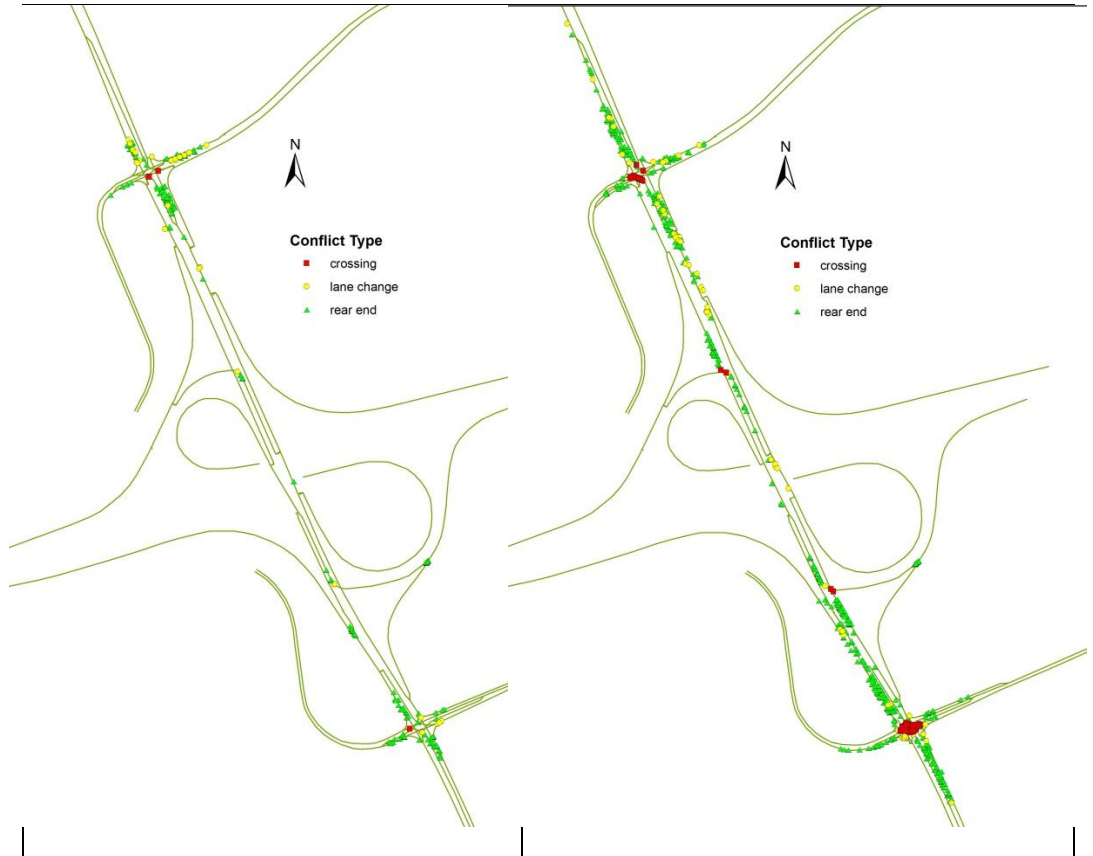 N
Conflict Type
crossing
lane change
rear end
N
Conflict Type
crossing
lane change
rear end